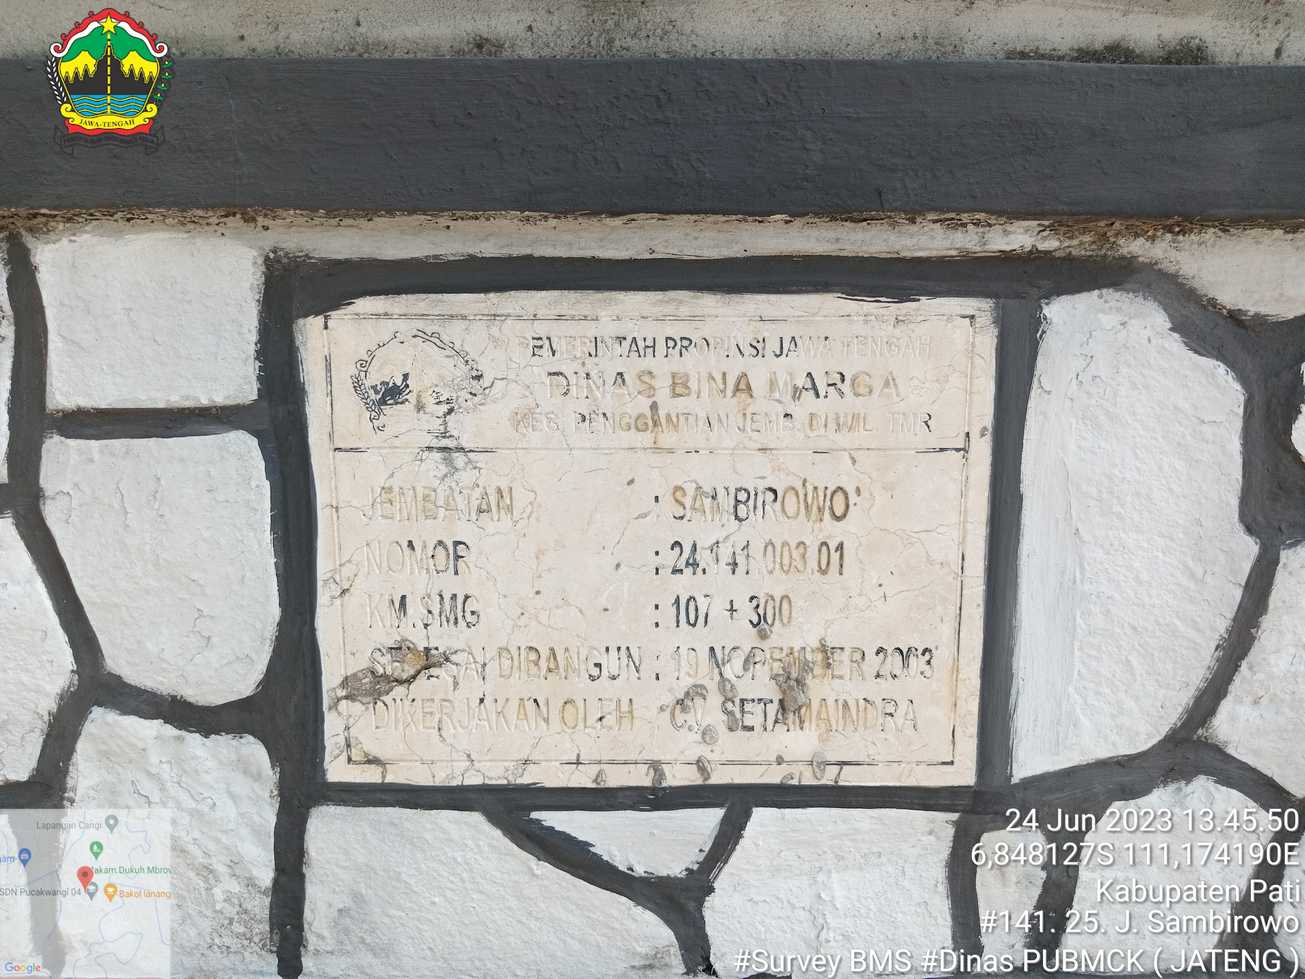 JAWA-TENGAH
PEMERINTAH PROPINSI JAWA TENGAH
DINAS BINA MARGA
KEG. PENGGANTIAN JEMB. DI WIL. TMR
JEMBATAN : SAMBIROWO
NOMOR : 24.141.003.01
KM.SMG : 107 + 300
SELESAI DIBANGUN : 19 NOPEMBER 2003
DIKERJAKAN OLEH : CV. SETAMAINDRA
Lapangan Cangi
Makam Dukuh Mbrov
SDN Pucakwangi 04
Bakol lanang
Google
24 Jun 2023 13.45.50
6,848127S 111,174190E
Kabupaten Pati
#141. 25. J. Sambirowo
#Survey BMS #Dinas PUBMCK ( JATENG )